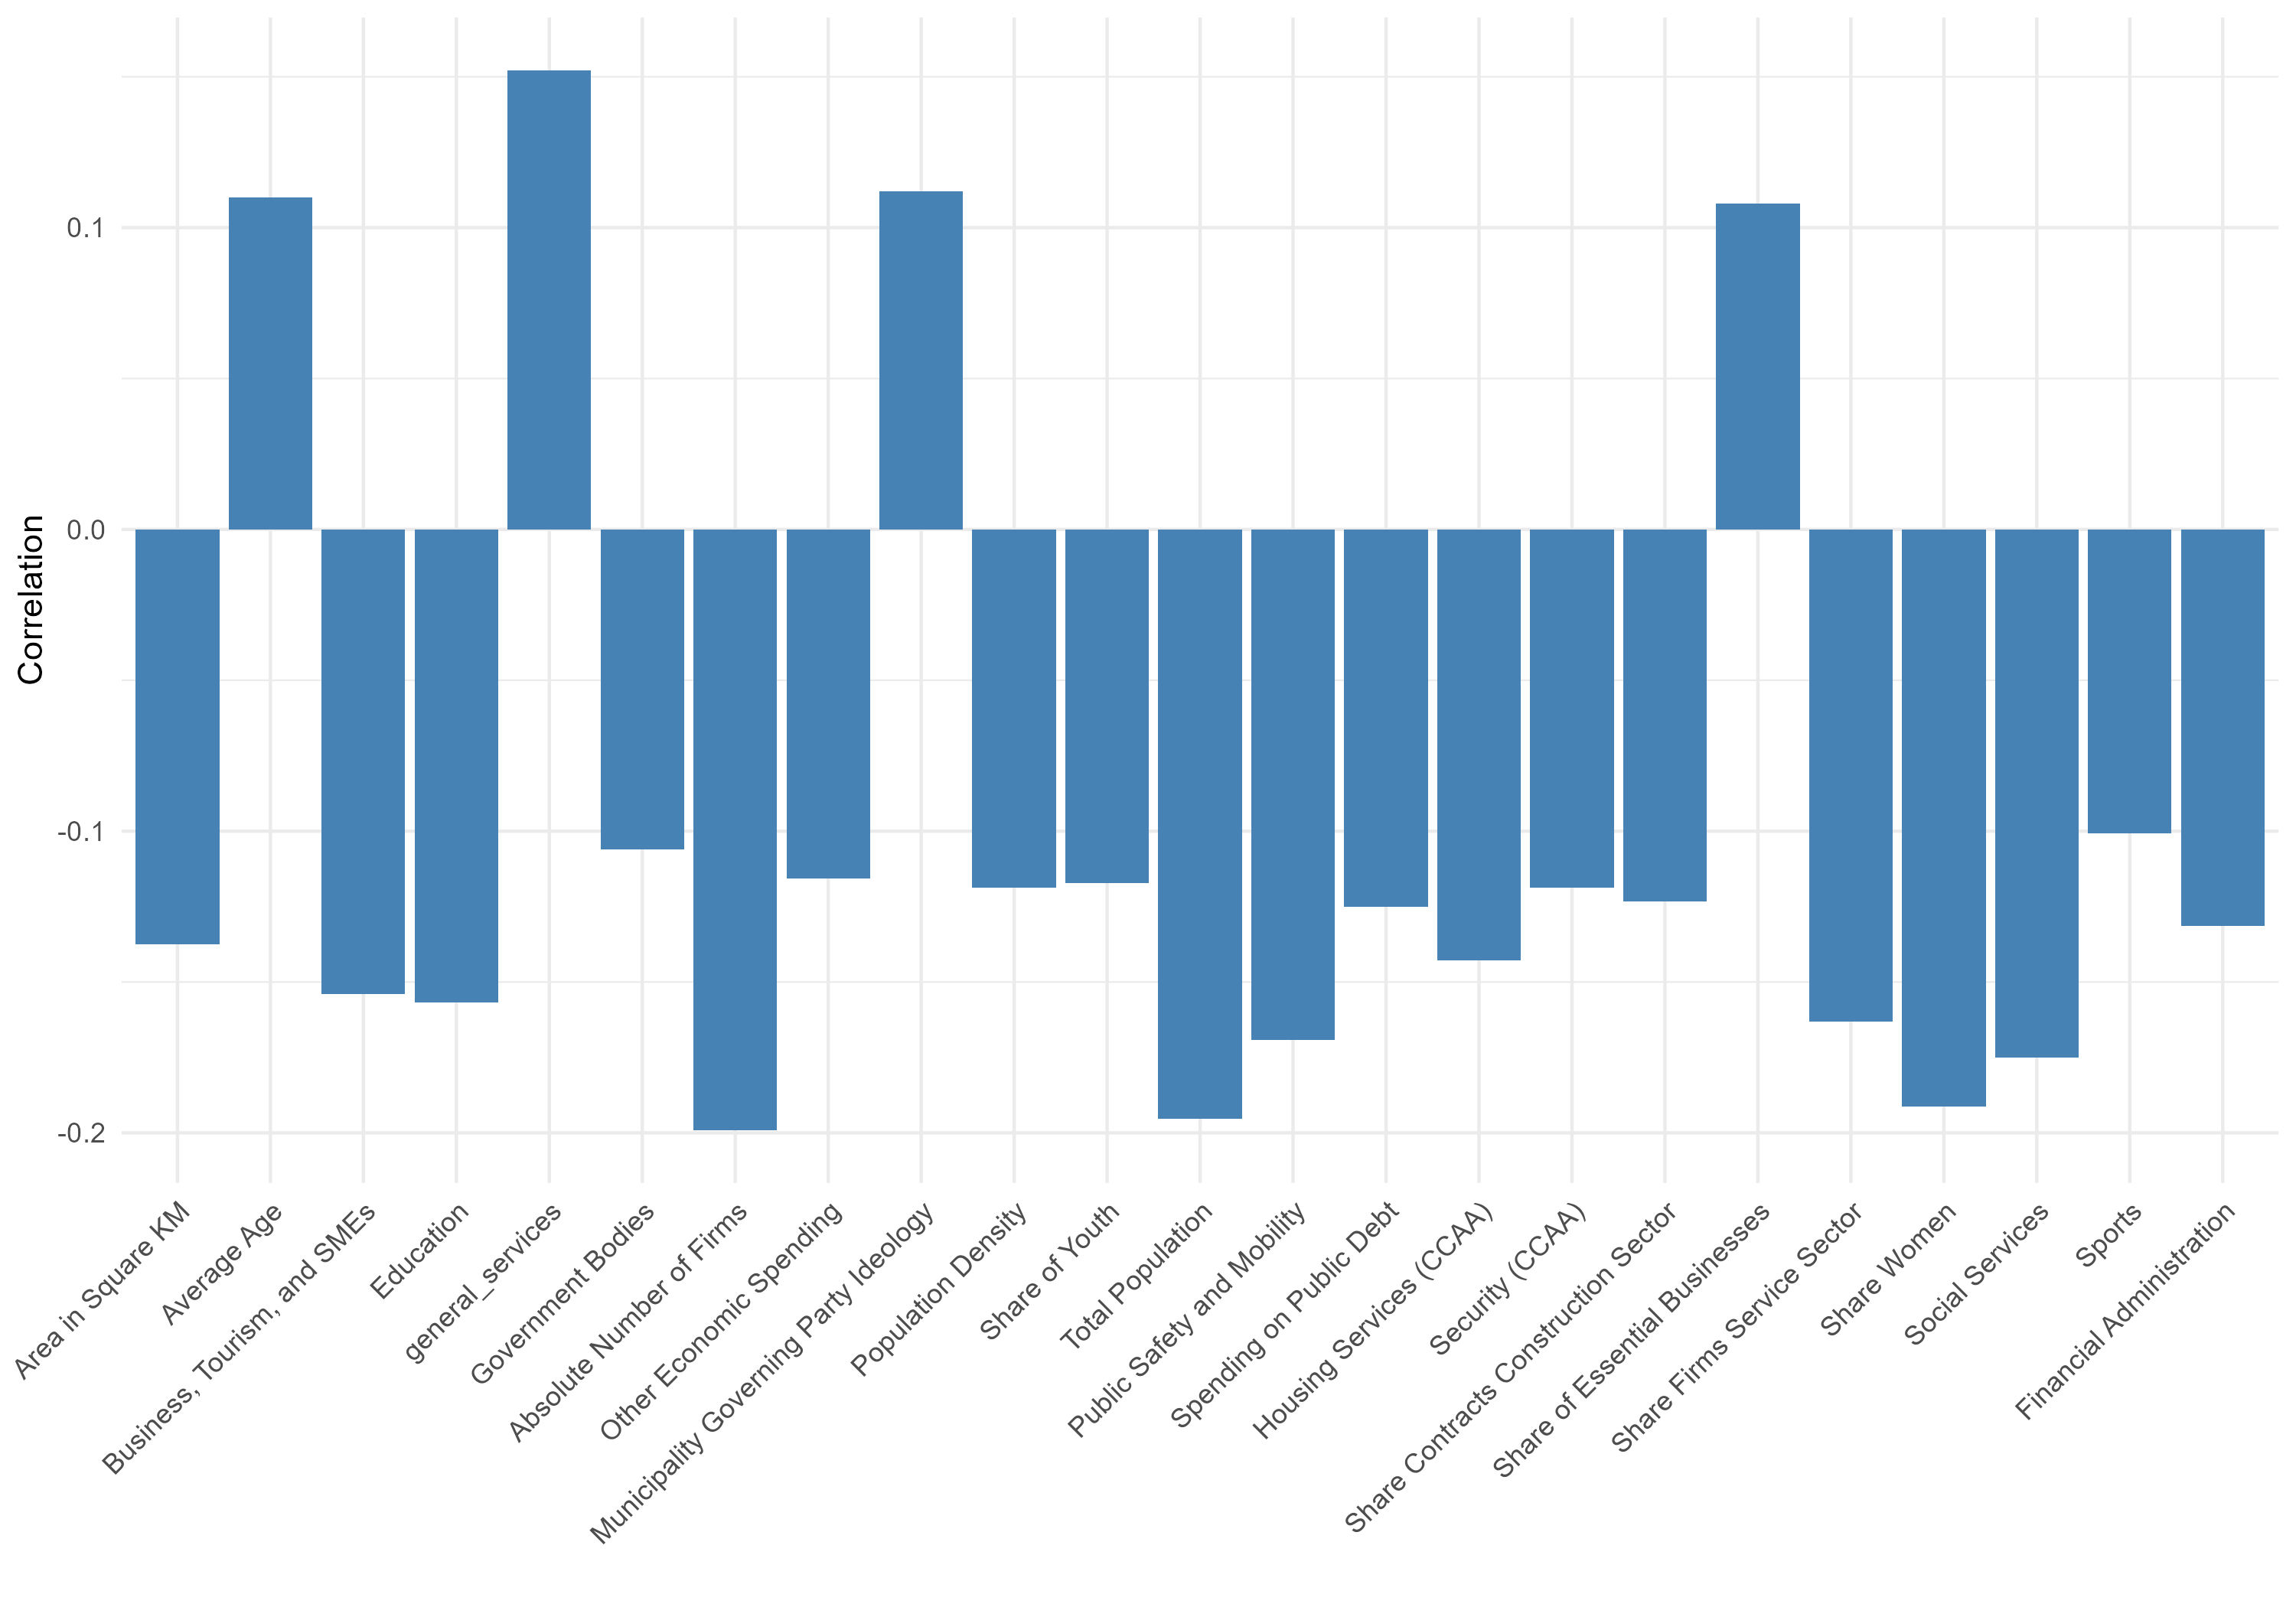 Correlation
0.1
0.0
-0.1
-0.2
Area in Square KM
Average Age
Business, Tourism, and SMEs
Education
general_services
Government Bodies
Absolute Number of Firms
Other Economic Spending
Municipality Governing Party Ideology
Population Density
Share of Youth
Total Population
Public Safety and Mobility
Spending on Public Debt
Housing Services (CCAA)
Security (CCAA)
Share Contracts Construction Sector
Share of Essential Businesses
Share Firms Service Sector
Share Women
Social Services
Sports
Financial Administration